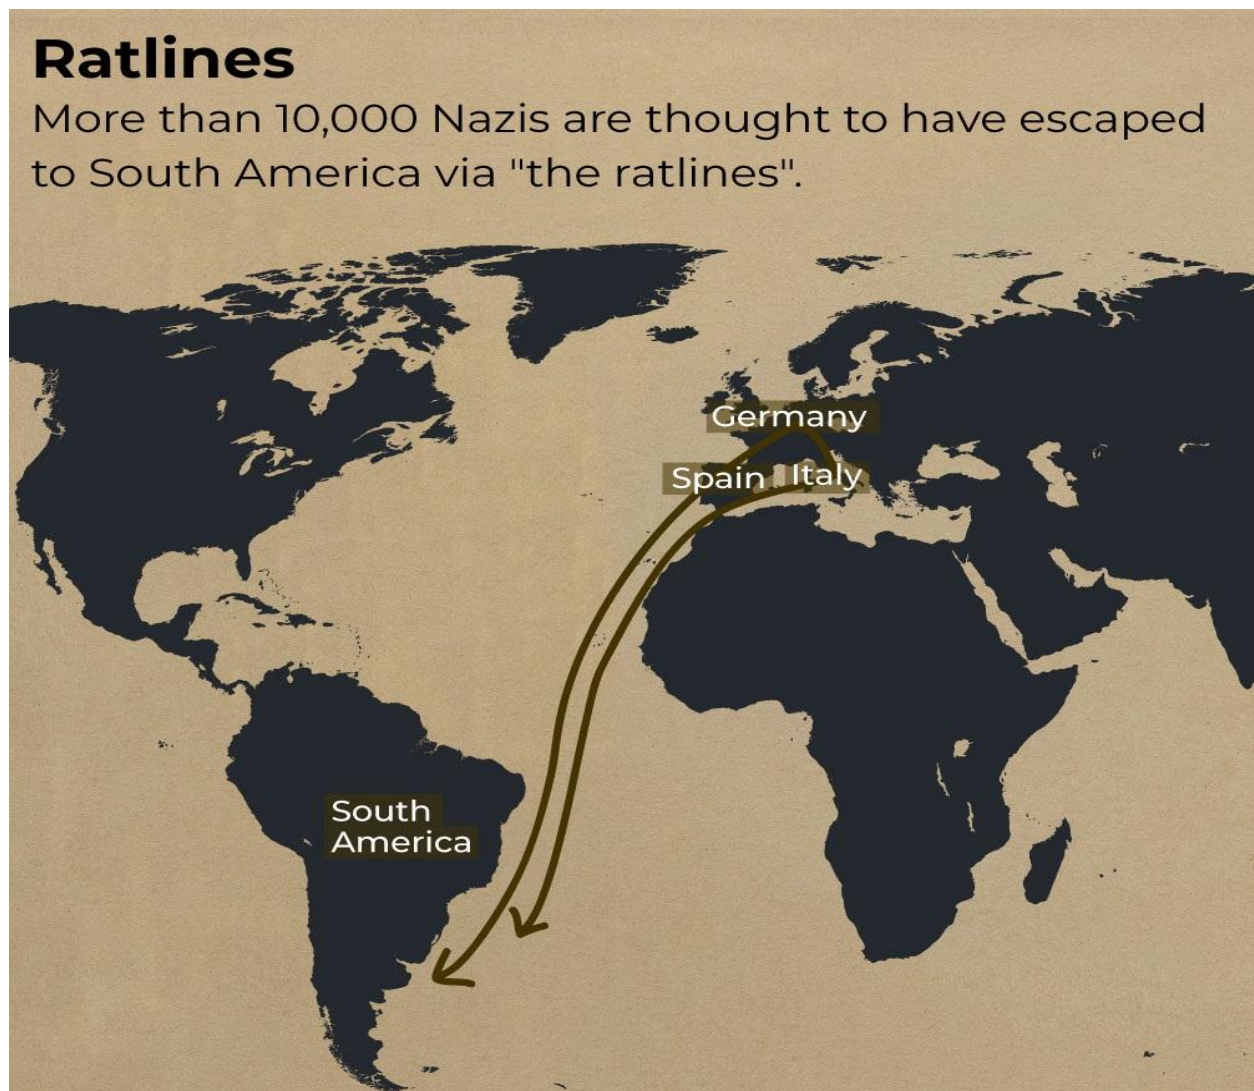 Ratlines
More than 10,000 Nazis are thought to have escaped
to South America via "the ratlines".
Germany
Spain
Italy
South
America